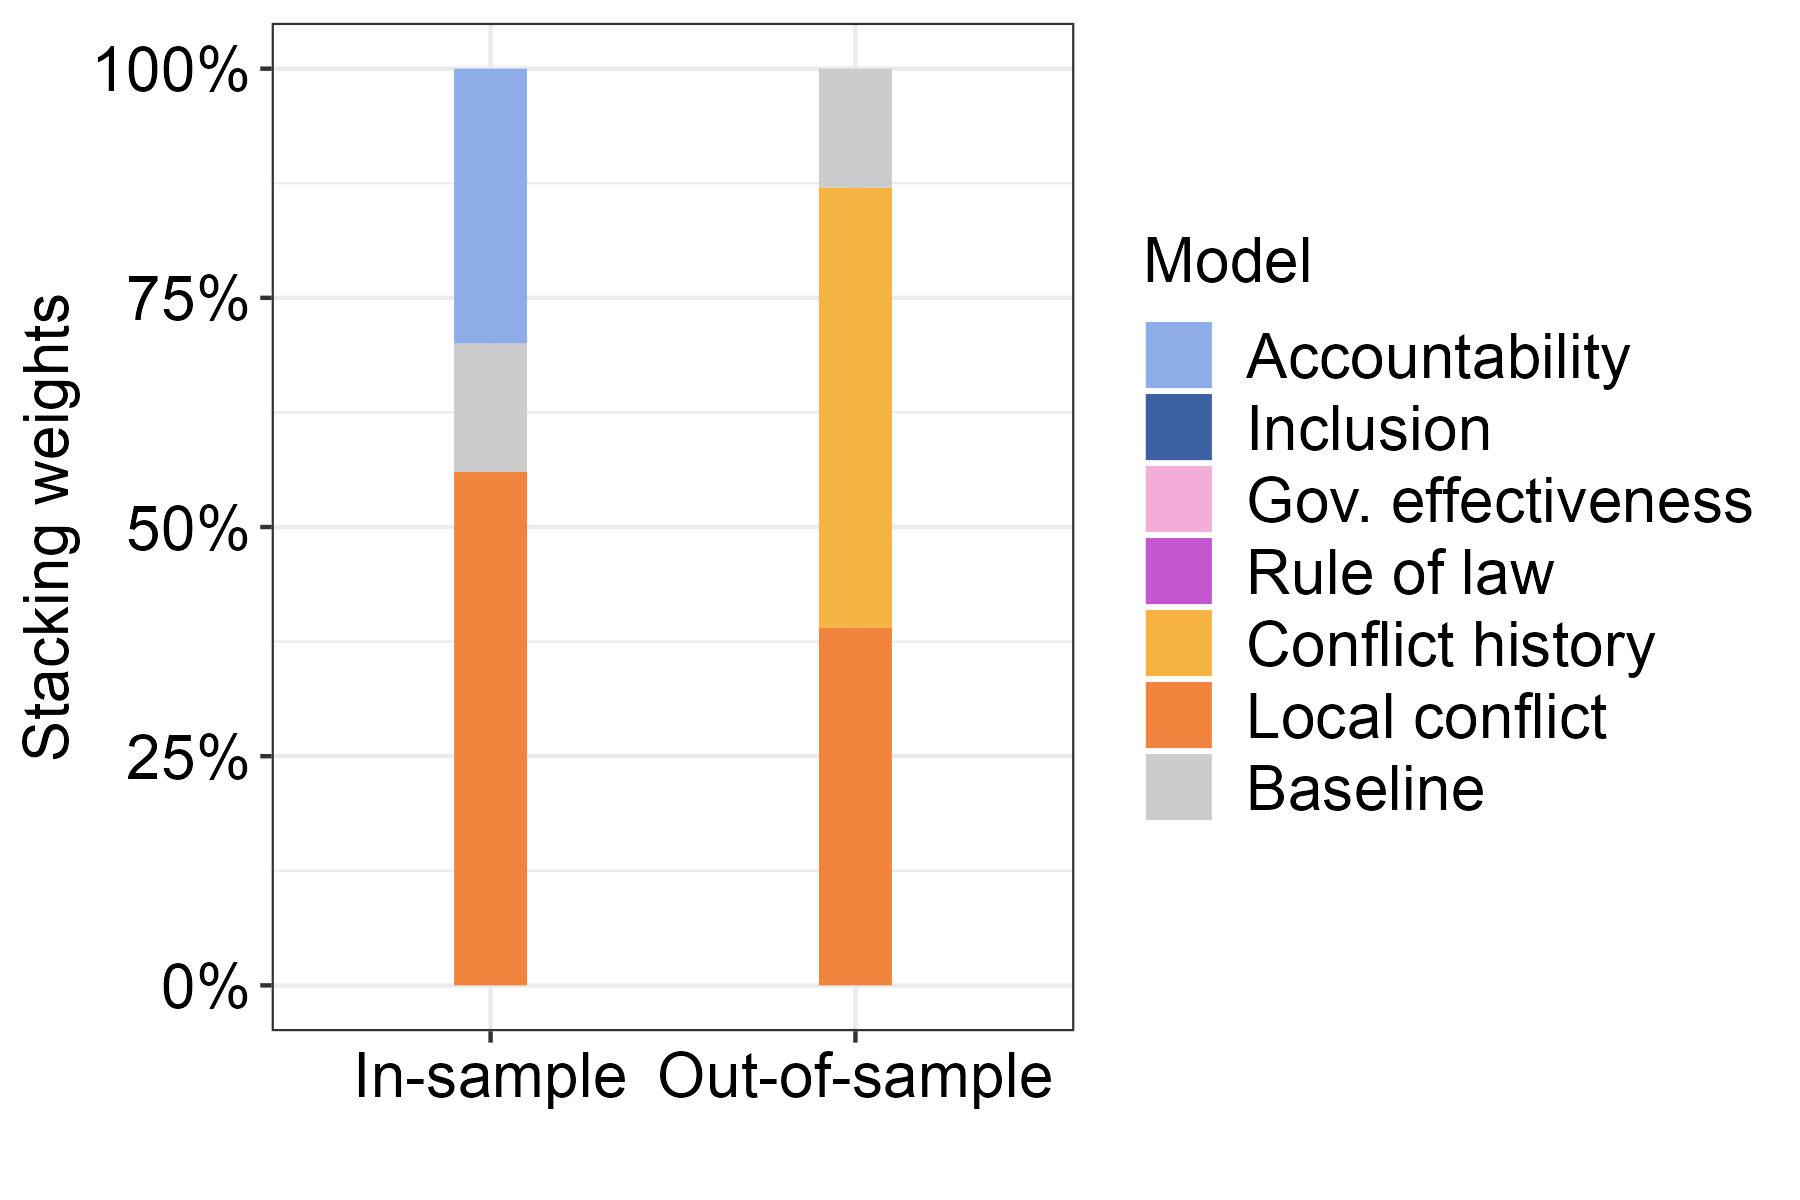 Stacking weights
100%
75%
50%
25%
0%
In-sample
Out-of-sample
Model
Accountability
Inclusion
Gov. effectiveness
Rule of law
Conflict history
Local conflict
Baseline